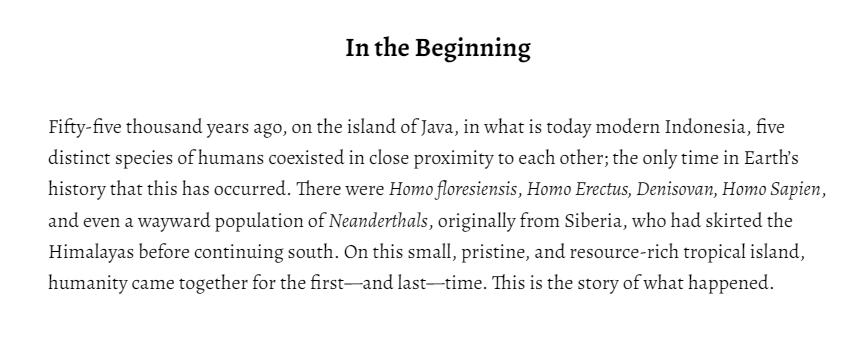 In the Beginning
Fifty-five thousand years ago, on the island of Java, in what is today modern Indonesia, five
distinct species of humans coexisted in close proximity to each other; the only time in Earth’s
history that this has occurred. There were Homo floresiensis, Homo Erectus, Denisovan, Homo Sapien,
and even a wayward population of Neanderthals, originally from Siberia, who had skirted the
Himalayas before continuing south. On this small, pristine, and resource-rich tropical island,
humanity came together for the first—and last—time. This is the story of what happened.